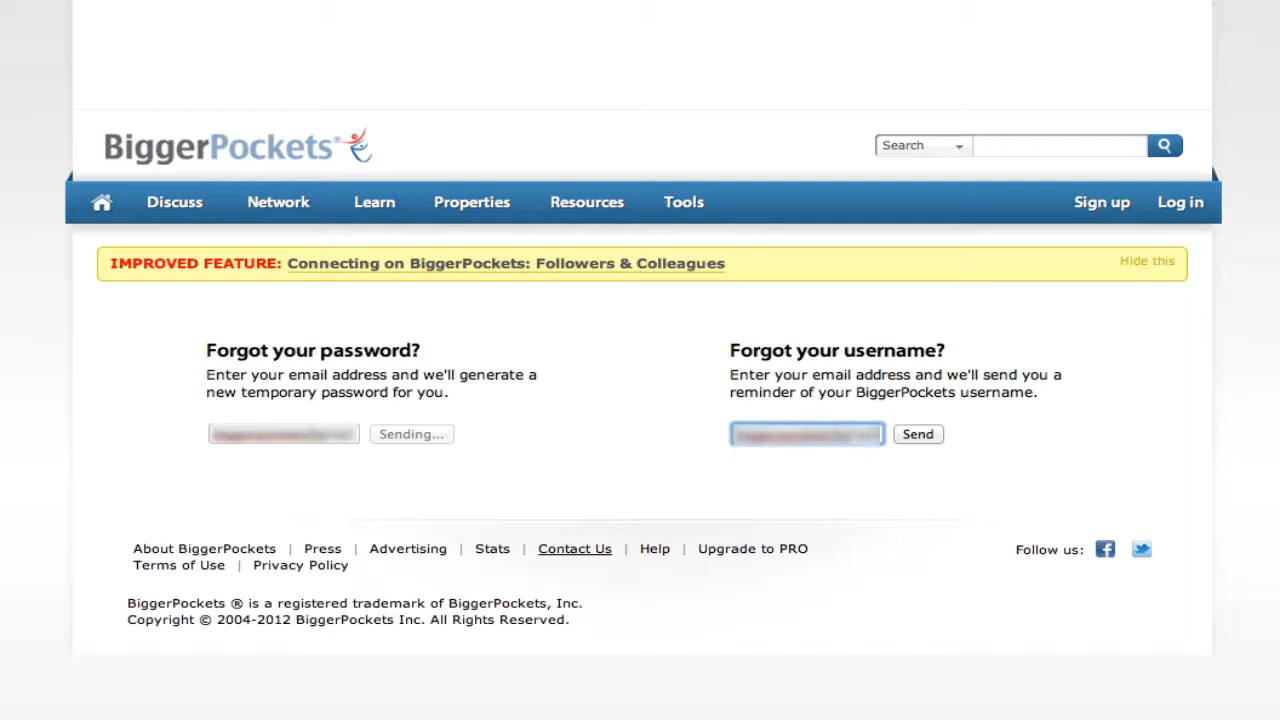 BiggerPockets®
Search
Discuss Network Learn Properties Resources Tools Sign up Log in
IMPROVED FEATURE: Connecting on BiggerPockets: Followers & Colleagues Hide this
Forgot your password?
Enter your email address and we'll generate a
new temporary password for you.
Sending...
Forgot your username?
Enter your email address and we'll send you a
reminder of your BiggerPockets username.
Send
About BiggerPockets | Press | Advertising | Stats | Contact Us | Help | Upgrade to PRO
Terms of Use | Privacy Policy
Follow us:
BiggerPockets ® is a registered trademark of BiggerPockets, Inc.
Copyright © 2004-2012 BiggerPockets Inc. All Rights Reserved.